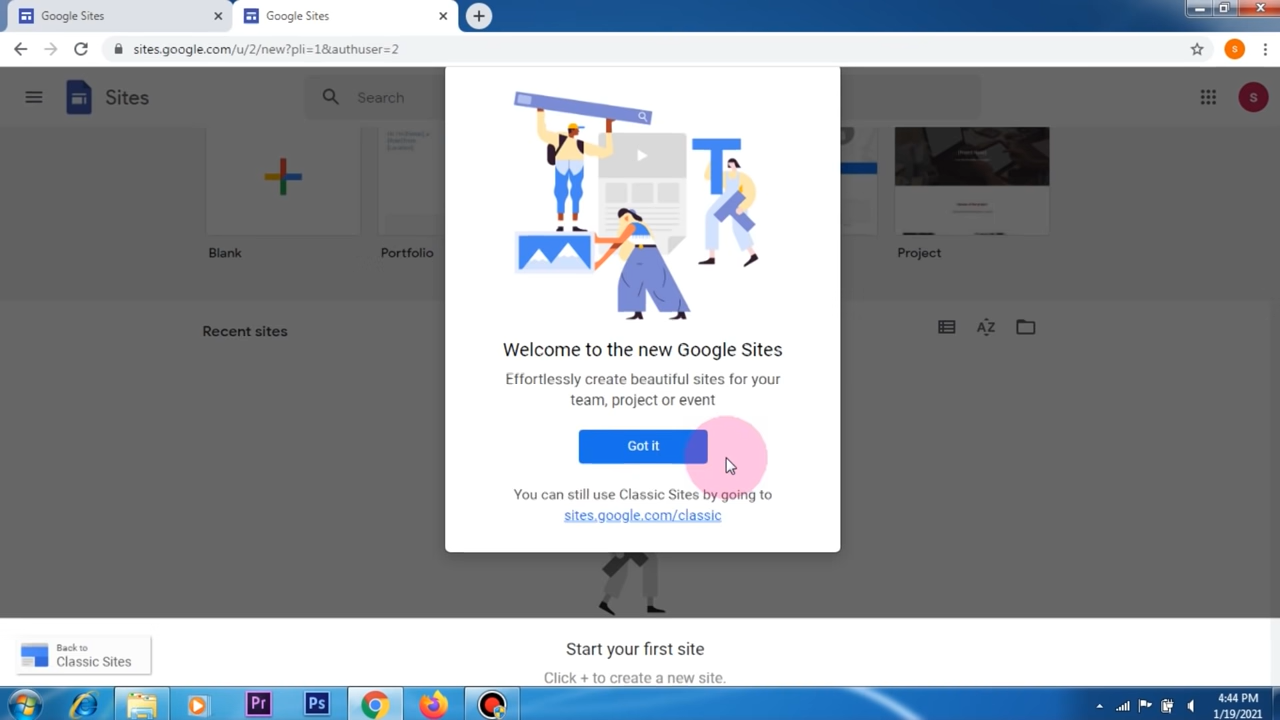 Google Sites
Google Sites
sites.google.com/u/2/new?pli=1&authuser=2
S
Sites
Search
S
Blank
Portfolio
Project
Recent sites
AZ
T
Welcome to the new Google Sites
Effortlessly create beautiful sites for your
team, project or event
Got it
You can still use Classic Sites by going to
sites.google.com/classic
Back to
Classic Sites
Start your first site
Click + to create a new site.
Pr
Ps
4:44 PM
1/19/2021